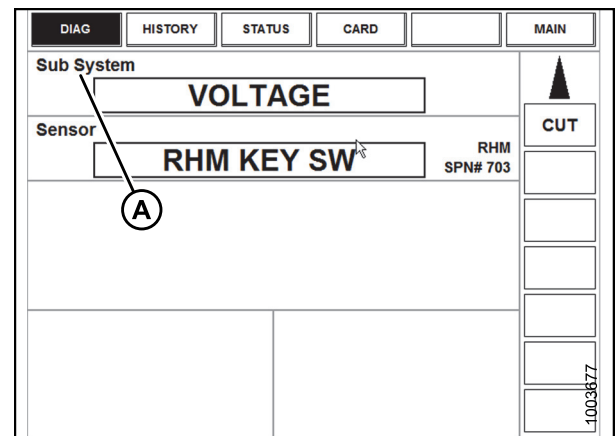 DIAG HISTORY STATUS CARD MAIN
Sub System
VOLTAGE
CUT
Sensor
RHM KEY SW
RHM
SPN# 703
A
1003677